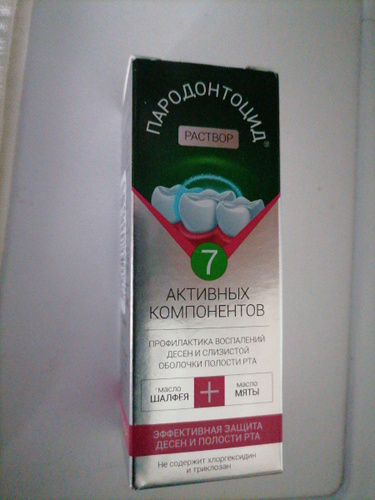 ПАРОДОНТОЦИД®
РАСТВОР
7
АКТИВНЫХ
КОМПОНЕНТОВ
ПРОФИЛАКТИКА ВОСПАЛЕНИЙ
ДЕСЕН И СЛИЗИСТОЙ
ОБОЛОЧКИ ПОЛОСТИ РТА
масло
ШАЛФЕЯ
+
масло
МЯТЫ
ЭФФЕКТИВНАЯ ЗАЩИТА
ДЕСЕН И ПОЛОСТИ РТА
Не содержит хлоргексидин
и триклозан